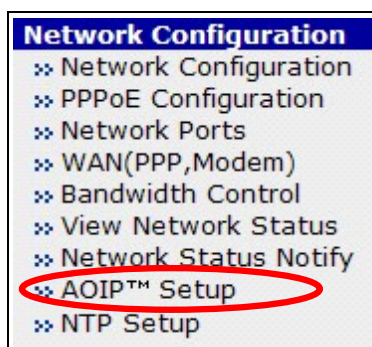 Network Configuration
» Network Configuration
» PPPoE Configuration
» Network Ports
» WAN(PPP,Modem)
» Bandwidth Control
» View Network Status
» Network Status Notify
» AOIP™ Setup
» NTP Setup